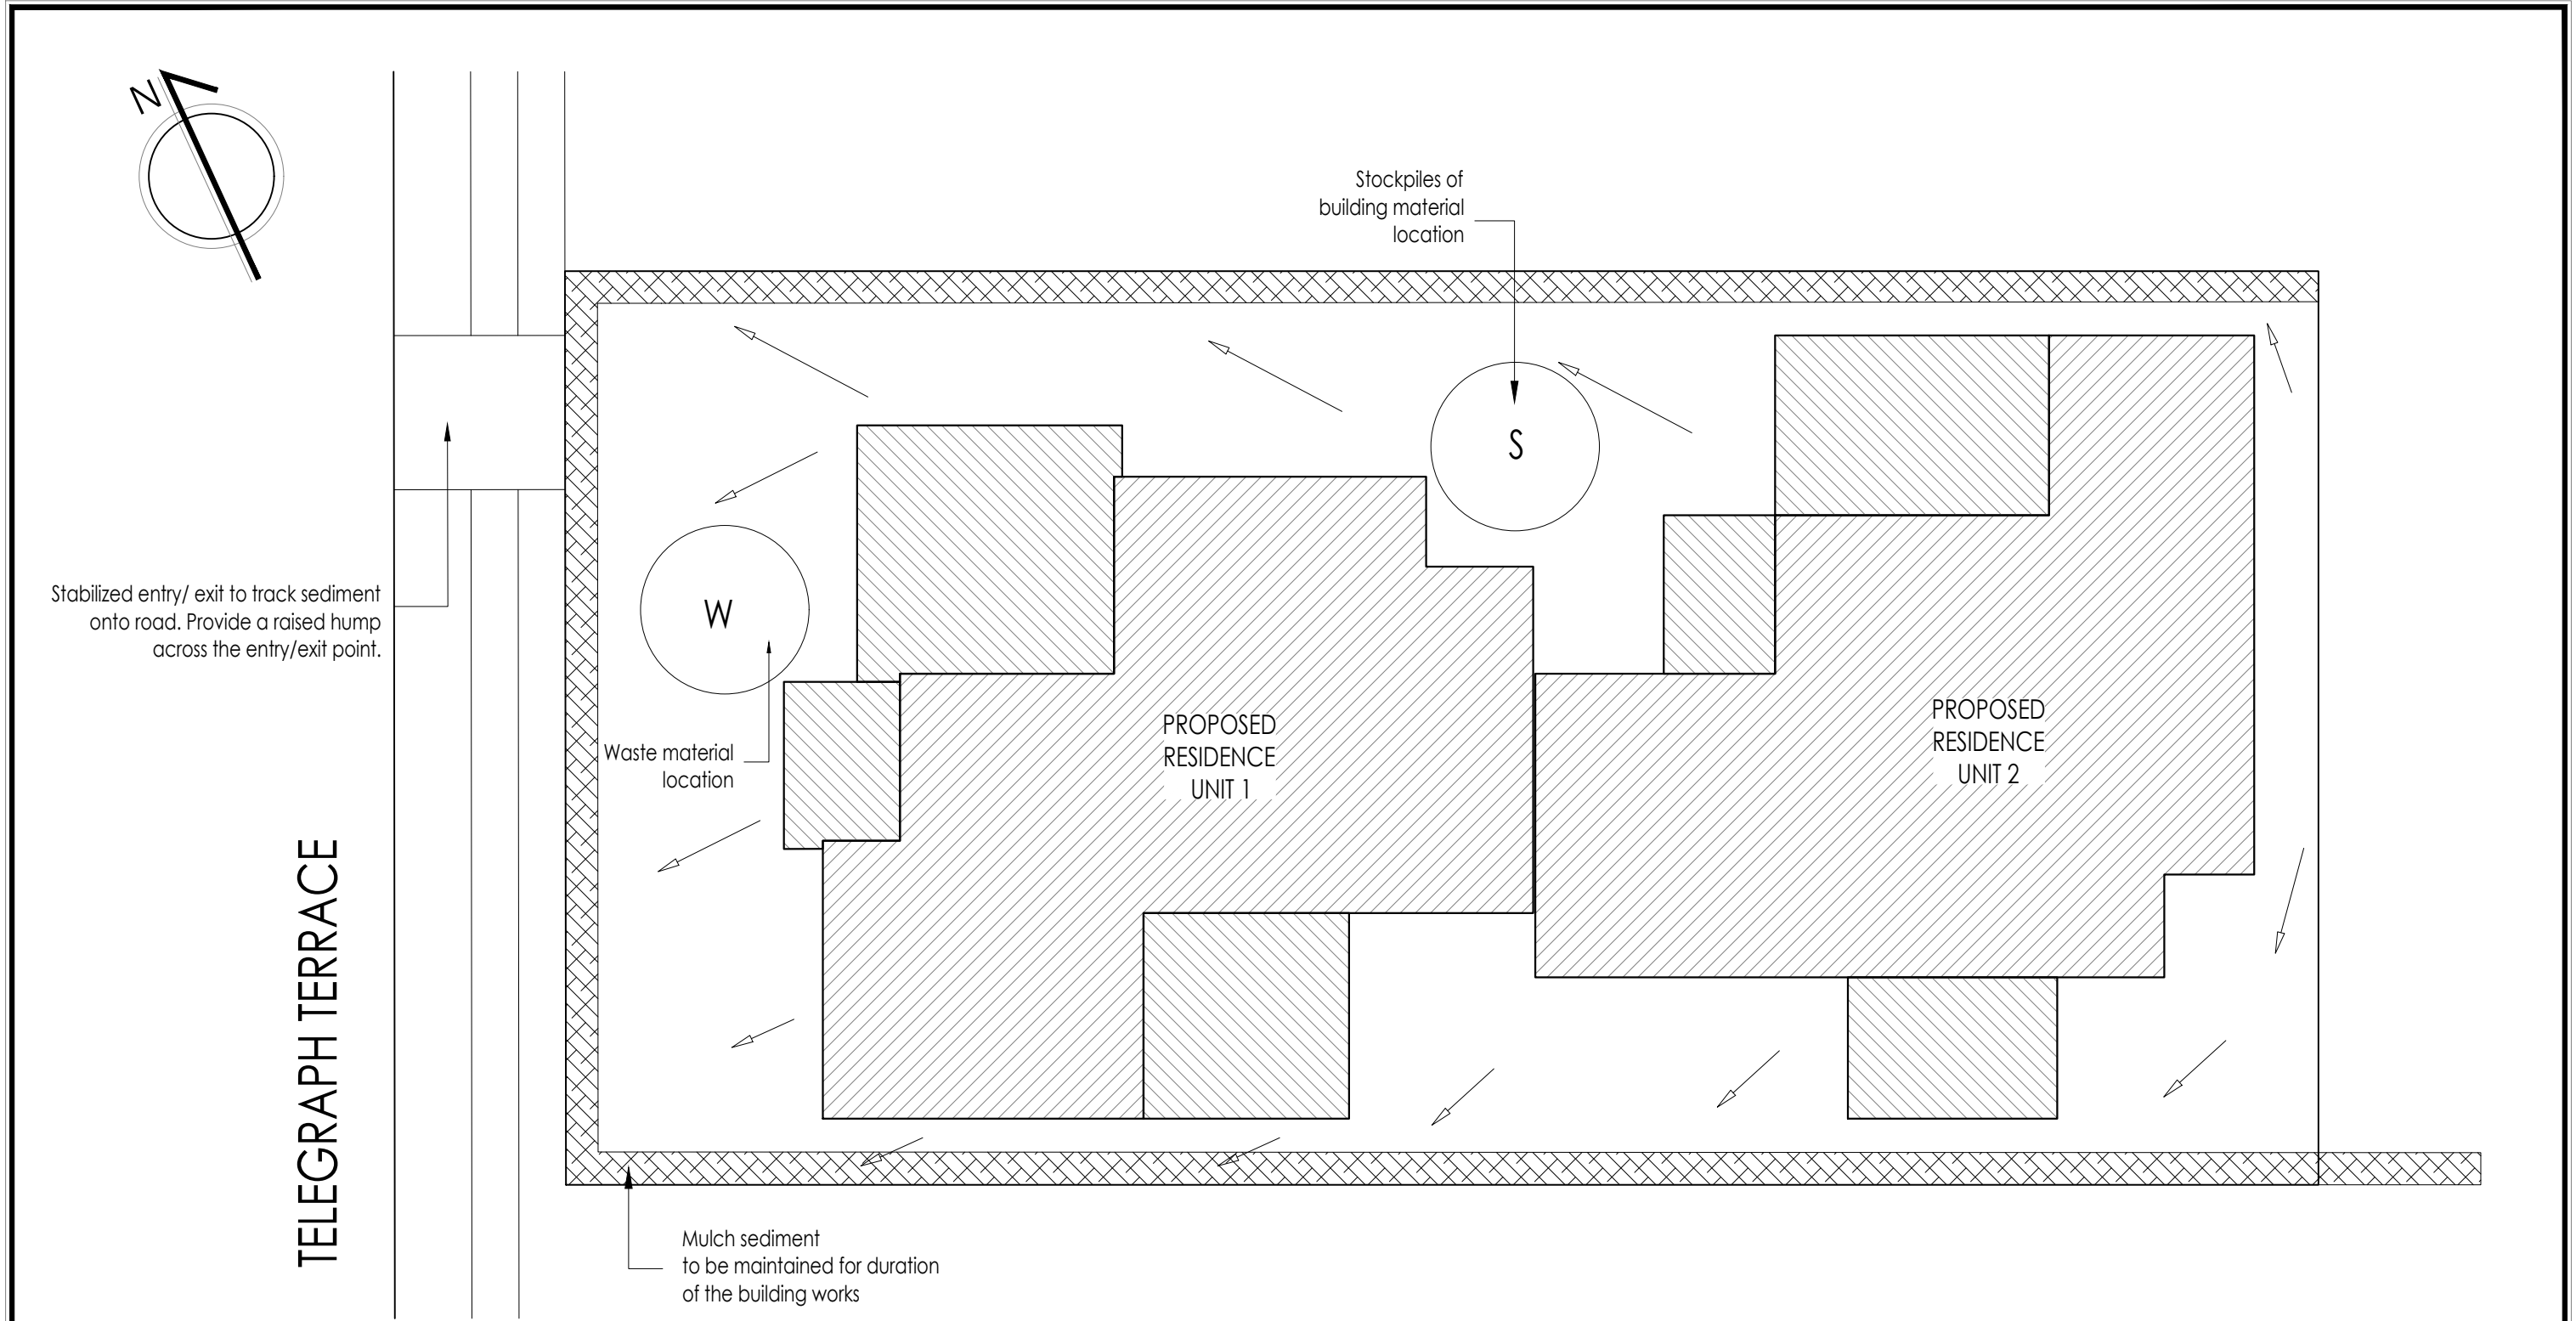 N
Stockpiles of
building material
location
S
Stabilized entry/ exit to track sediment
onto road. Provide a raised hump
across the entry/exit point.
W
Waste material
location
PROPOSED
RESIDENCE
UNIT 1
PROPOSED
RESIDENCE
UNIT 2
TELEGRAPH TERRACE
Mulch sediment
to be maintained for duration
of the building works